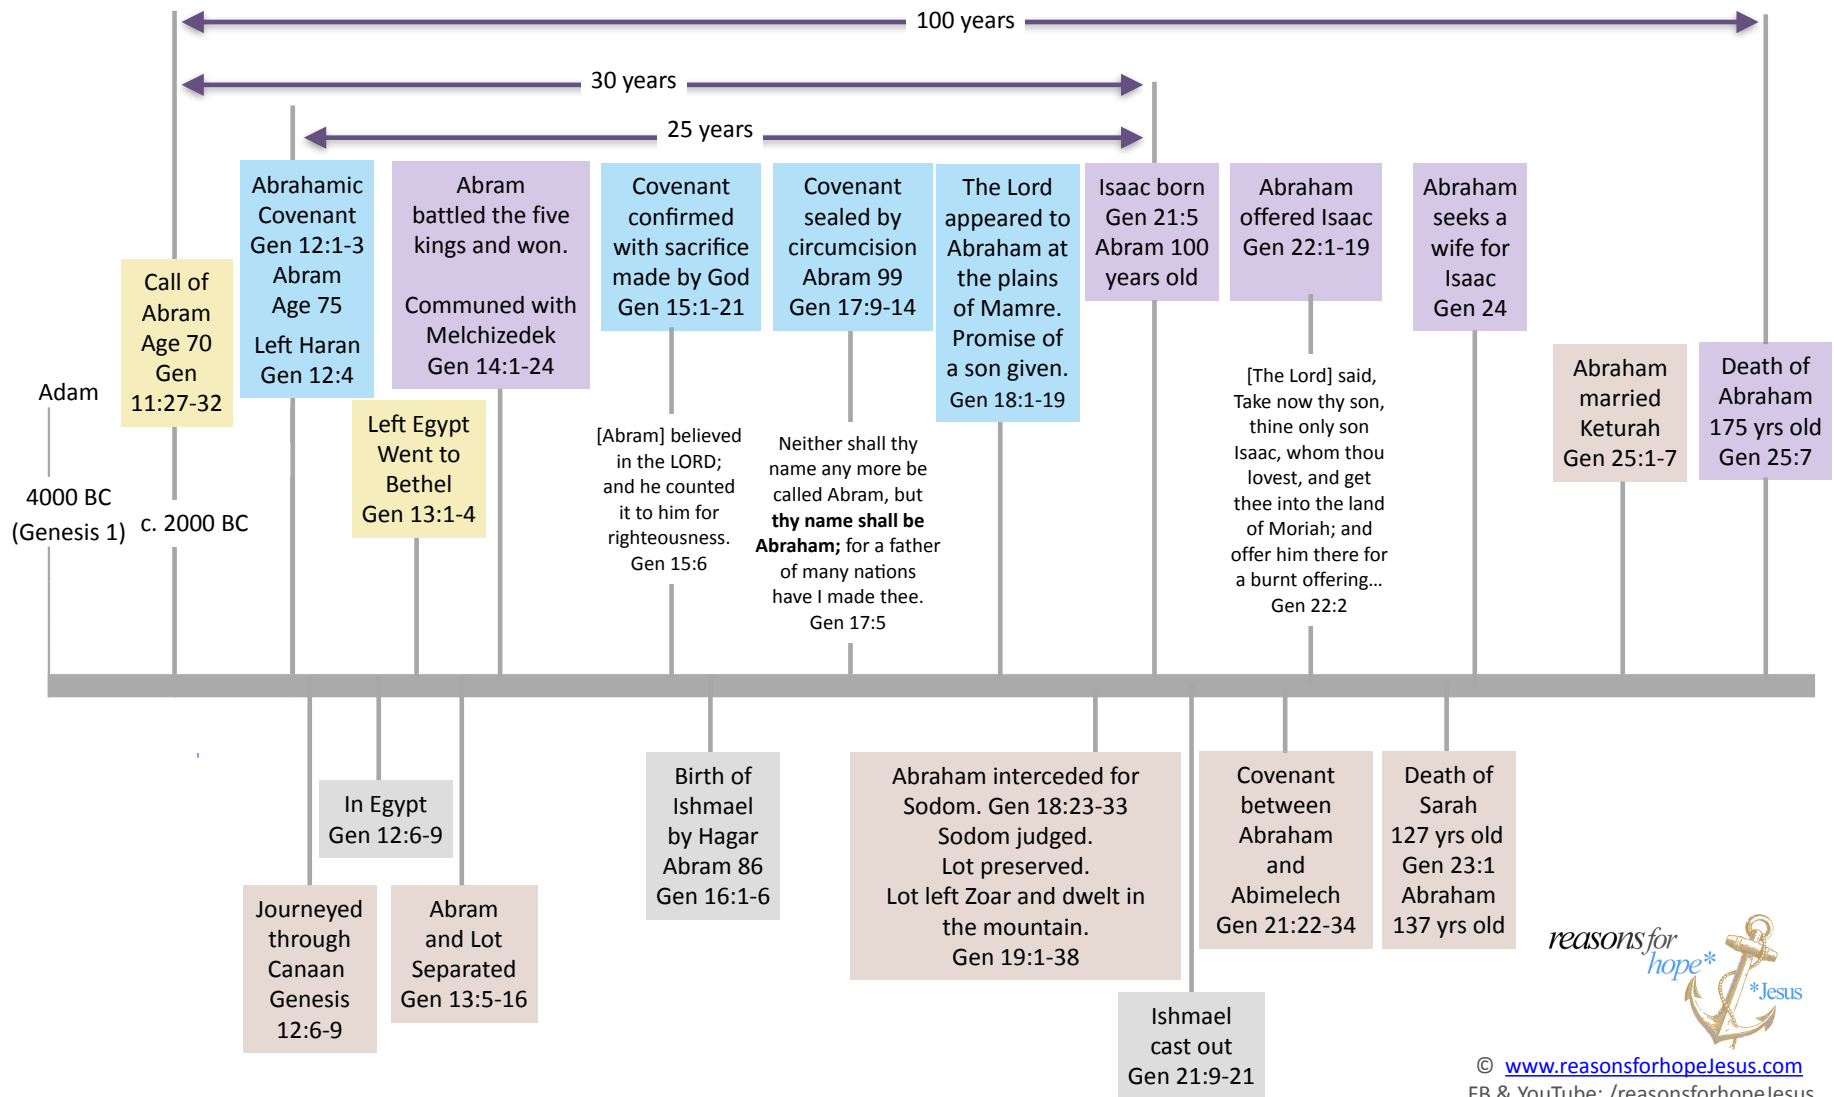 100 years
30 years
25 years
Adam
4000 BC
(Genesis 1)
Call of
Abram
Age 70
Gen
11:27-32
c. 2000 BC
Abrahamic
Covenant
Gen 12:1-3
Abram
Age 75
Left Haran
Gen 12:4
Left Egypt
Went to
Bethel
Gen 13:1-4
Abram
battled the five
kings and won.
Communed with
Melchizedek
Gen 14:1-24
Covenant
confirmed
with sacrifice
made by God
Gen 15:1-21
[Abram] believed
in the LORD;
and he counted
it to him for
righteousness.
Gen 15:6
Covenant
sealed by
circumcision
Abram 99
Gen 17:9-14
Neither shall thy
name any more be
called Abram, but
thy name shall be
Abraham; for a father
of many nations
have I made thee.
Gen 17:5
The Lord
appeared to
Abraham at
the plains
of Mamre.
Promise of
a son given.
Gen 18:1-19
Isaac born
Gen 21:5
Abram 100
years old
Abraham
offered Isaac
Gen 22:1-19
[The Lord] said,
Take now thy son,
thine only son
Isaac, whom thou
lovest, and get
thee into the land
of Moriah; and
offer him there for
a burnt offering...
Gen 22:2
Abraham
seeks a
wife for
Isaac
Gen 24
Abraham
married
Keturah
Gen 25:1-7
Death of
Abraham
175 yrs old
Gen 25:7
Journeyed
through
Canaan
Genesis
12:6-9
In Egypt
Gen 12:6-9
Abram
and Lot
Separated
Gen 13:5-16
Birth of
Ishmael
by Hagar
Abram 86
Gen 16:1-6
Abraham interceded for
Sodom. Gen 18:23-33
Sodom judged.
Lot preserved.
Lot left Zoar and dwelt in
the mountain.
Gen 19:1-38
Ishmael
cast out
Gen 21:9-21
Covenant
between
Abraham
and
Abimelech
Gen 21:22-34
Death of
Sarah
127 yrs old
Gen 23:1
Abraham
137 yrs old
reasons for
hope*
*Jesus
© www.reasonsforhopeJesus.com
FB & YouTube: /reasonsforhopeJesus